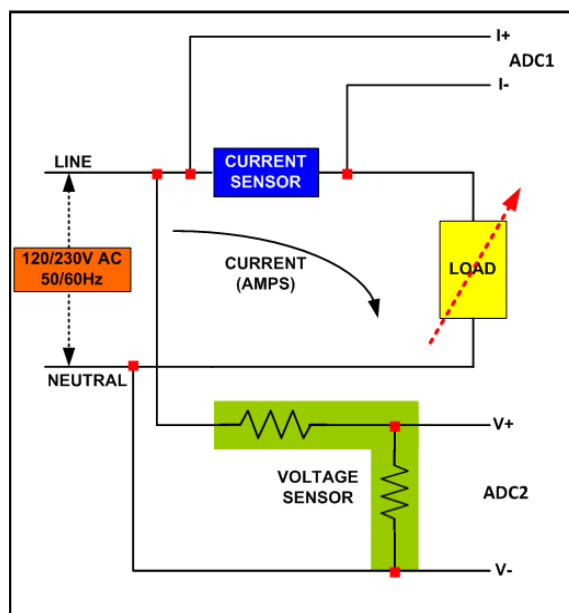 I+
ADC1
I-
LINE
CURRENT
SENSOR
120/230V AC
50/60Hz
CURRENT
(AMPS)
LOAD
NEUTRAL
V+
VOLTAGE
SENSOR
ADC2
V-